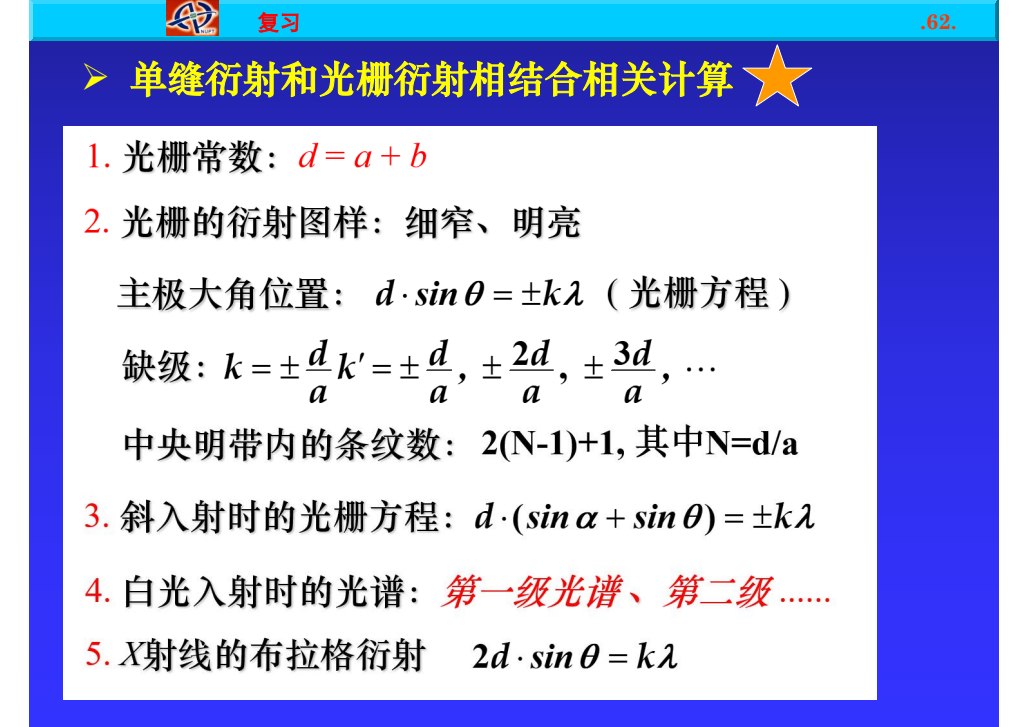 NUPT
复习
.62.
➢ 单缝衍射和光栅衍射相结合相关计算
1. 光栅常数：d = a + b
2. 光栅的衍射图样：细窄、明亮
主极大角位置： d · sin θ = ±kλ ( 光栅方程 )
缺级：k = ± d/a k′ = ± d/a , ± 2d/a , ± 3d/a , ⋯
中央明带内的条纹数： 2(N-1)+1, 其中N=d/a
3. 斜入射时的光栅方程：d · (sin α + sin θ ) = ±kλ
4. 白光入射时的光谱：第一级光谱 、第二级 ......
5. X射线的布拉格衍射 2d · sin θ = kλ